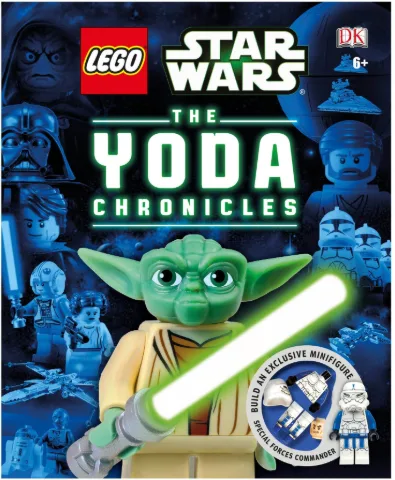 LEGO
STAR
WARS
DK
6+
THE
YODA
CHRONICLES
BUILD AN EXCLUSIVE MINIFIGURE
SPECIAL FORCES COMMANDER